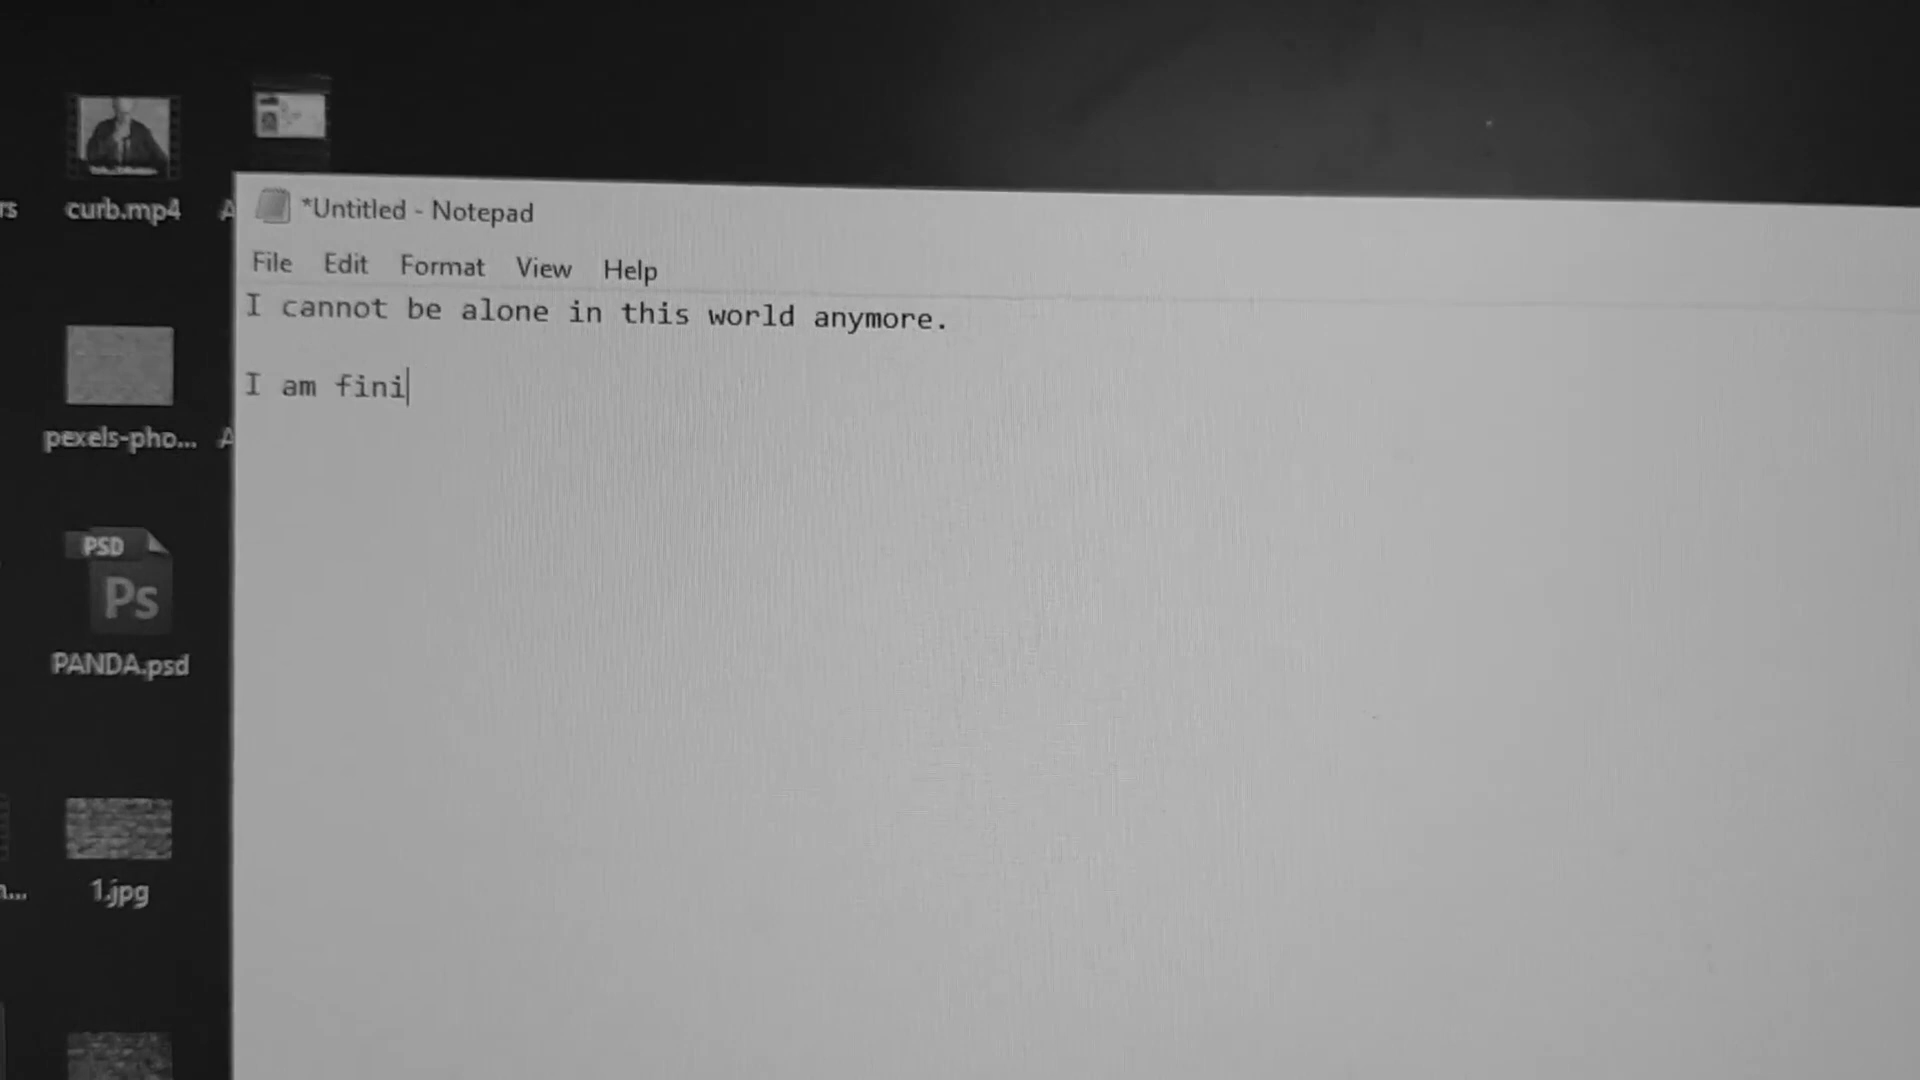 curb.mp4
*Untitled - Notepad
File Edit Format View Help
I cannot be alone in this world anymore.
I am fini
pexels-pho...
PSD
Ps
PANDA.psd
1.jpg